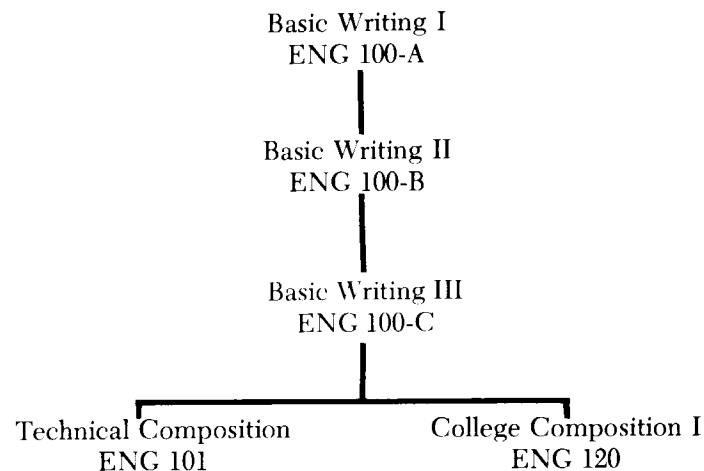 Basic Writing I
ENG 100-A
Basic Writing II
ENG 100-B
Basic Writing III
ENG 100-C
Technical Composition
ENG 101
College Composition I
ENG 120